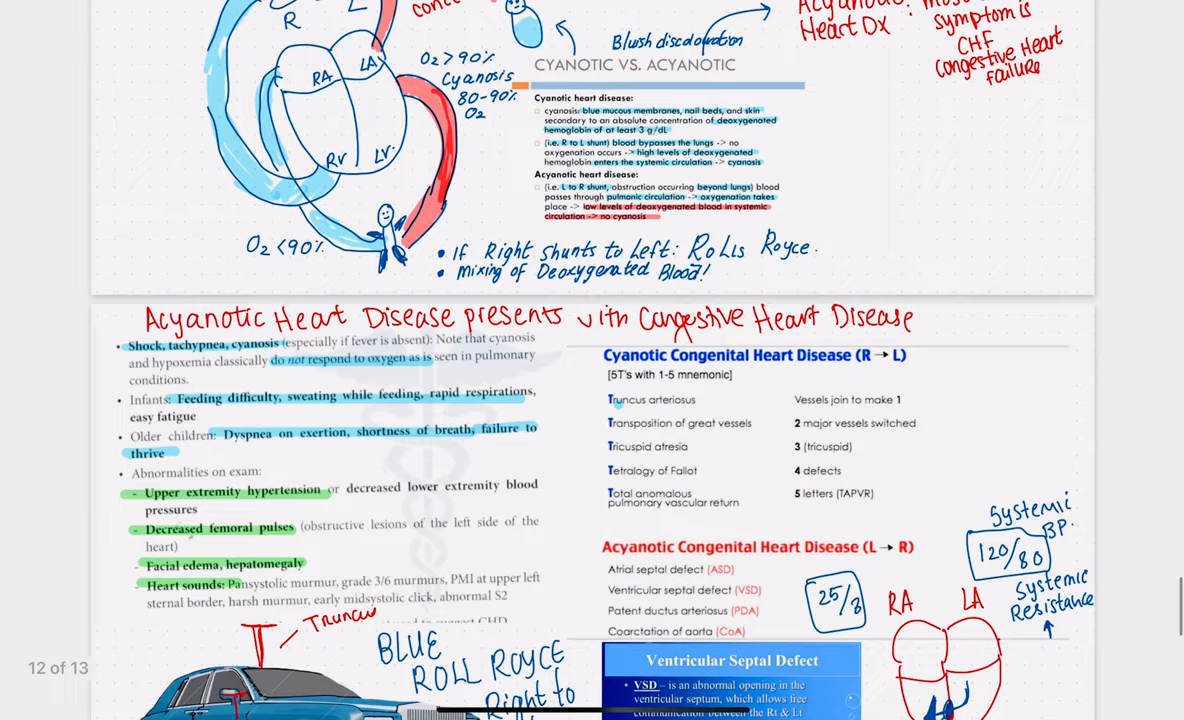 R
L
Acyanotic
Heart Dx :
symptom is
CHF
Congestive Heart
failure
Bluish discolouration
O2 > 90%
Cyanosis
80-90%
O2
RA
LA
RV
LV
O2 <90%
CYANOTIC VS. ACYANOTIC
Cyanotic heart disease:
cyanosis: blue mucous membranes, nail beds, and skin
secondary to an absolute concentration of deoxygenated
hemoglobin of at least 3 g/dL
(i.e. R to L shunt) blood bypasses the lungs -> no
oxygenation occurs -> high levels of deoxygenated
hemoglobin enters the systemic circulation -> cyanosis
Acyanotic heart disease:
(i.e. L to R shunt, obstruction occurring beyond lungs) blood
passes through pulmonic circulation -> oxygenation takes
place -> low levels of deoxygenated blood in systemic
circulation -> no cyanosis
• If Right Shunts to Left: RoLls Royce.
• Mixing of Deoxygenated Blood!
Acyanotic Heart Disease presents with Congestive Heart Disease
• Shock, tachypnea, cyanosis (especially if fever is absent): Note that cyanosis
and hypoxemia classically do not respond to oxygen as is seen in pulmonary
conditions.
• Infants: Feeding difficulty, sweating while feeding, rapid respirations,
easy fatigue
• Older children: Dyspnea on exertion, shortness of breath, failure to
thrive
• Abnormalities on exam:
- Upper extremity hypertension or decreased lower extremity blood
pressures
- Decreased femoral pulses (obstructive lesions of the left side of the
heart)
- Facial edema, hepatomegaly
- Heart sounds: Pansystolic murmur, grade 3/6 murmurs, PMI at upper left
sternal border, harsh murmur, early midsystolic click, abnormal S2
Cyanotic Congenital Heart Disease (R → L)
[5T's with 1-5 mnemonic]
Truncus arteriosus Vessels join to make 1
Transposition of great vessels 2 major vessels switched
Tricuspid atresia 3 (tricuspid)
Tetralogy of Fallot 4 defects
Total anomalous 5 letters (TAPVR)
pulmonary vascular return
Acyanotic Congenital Heart Disease (L → R)
Atrial septal defect (ASD)
Ventricular septal defect (VSD)
Patent ductus arteriosus (PDA)
Coarctation of aorta (CoA)
Systemic
BP.
120/80
Systemic
Resistance
↑
25/8
RA
LA
Truncus
BLUE
ROLL ROYCE
Right to
Ventricular Septal Defect
• VSD – is an abnormal opening in the
ventricular septum, which allows free
communication between the Rt & Lt
12 of 13